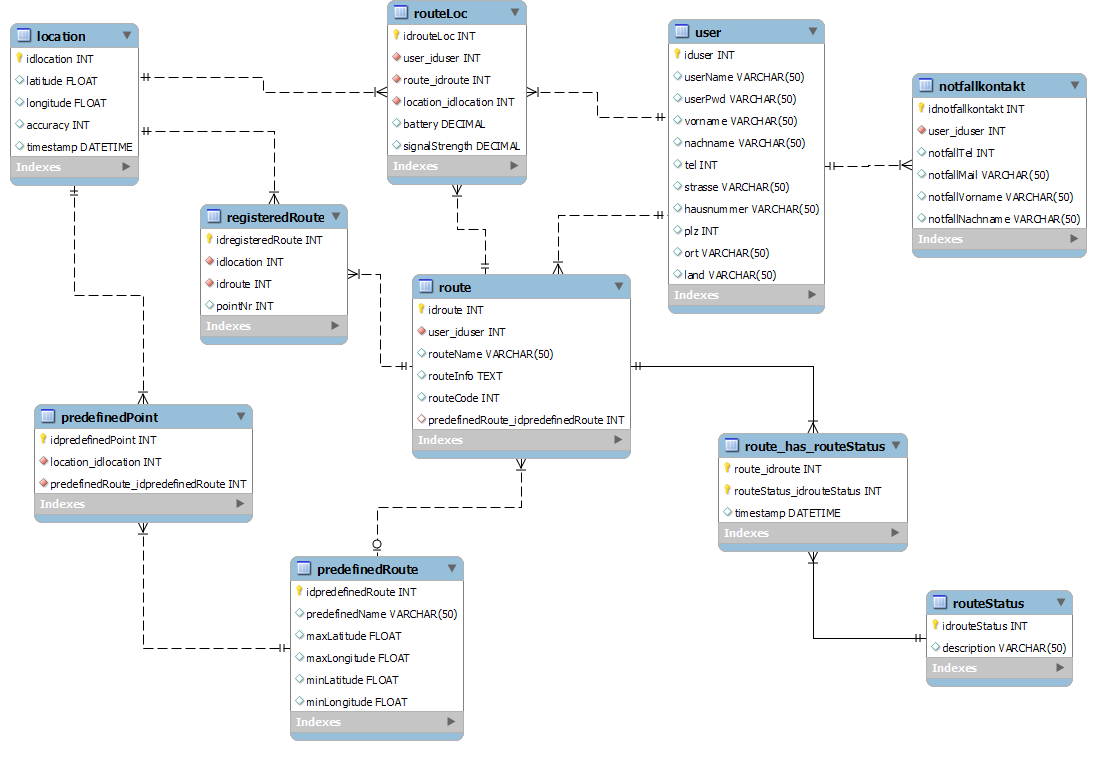 location
idlocation INT
latitude FLOAT
longitude FLOAT
accuracy INT
timestamp DATETIME
Indexes
routeLoc
idrouteLoc INT
user_iduser INT
route_idroute INT
location_idlocation INT
battery DECIMAL
signalStrength DECIMAL
Indexes
user
iduser INT
userName VARCHAR(50)
userPwd VARCHAR(50)
vorname VARCHAR(50)
nachname VARCHAR(50)
tel INT
strasse VARCHAR(50)
hausnummer VARCHAR(50)
plz INT
ort VARCHAR(50)
land VARCHAR(50)
Indexes
notfallkontakt
idnotfallkontakt INT
user_iduser INT
notfallTel INT
notfallMail VARCHAR(50)
notfallVorname VARCHAR(50)
notfallNachname VARCHAR(50)
Indexes
registeredRoute
idregisteredRoute INT
idlocation INT
idroute INT
pointNr INT
Indexes
route
idroute INT
user_iduser INT
routeName VARCHAR(50)
routeInfo TEXT
routeCode INT
predefinedRoute_idpredefinedRoute INT
Indexes
predefinedPoint
idpredefinedPoint INT
location_idlocation INT
predefinedRoute_idpredefinedRoute INT
Indexes
route_has_routeStatus
route_idroute INT
routeStatus_idrouteStatus INT
timestamp DATETIME
Indexes
predefinedRoute
idpredefinedRoute INT
predefinedName VARCHAR(50)
maxLatitude FLOAT
maxLongitude FLOAT
minLatitude FLOAT
minLongitude FLOAT
Indexes
routeStatus
idrouteStatus INT
description VARCHAR(50)
Indexes